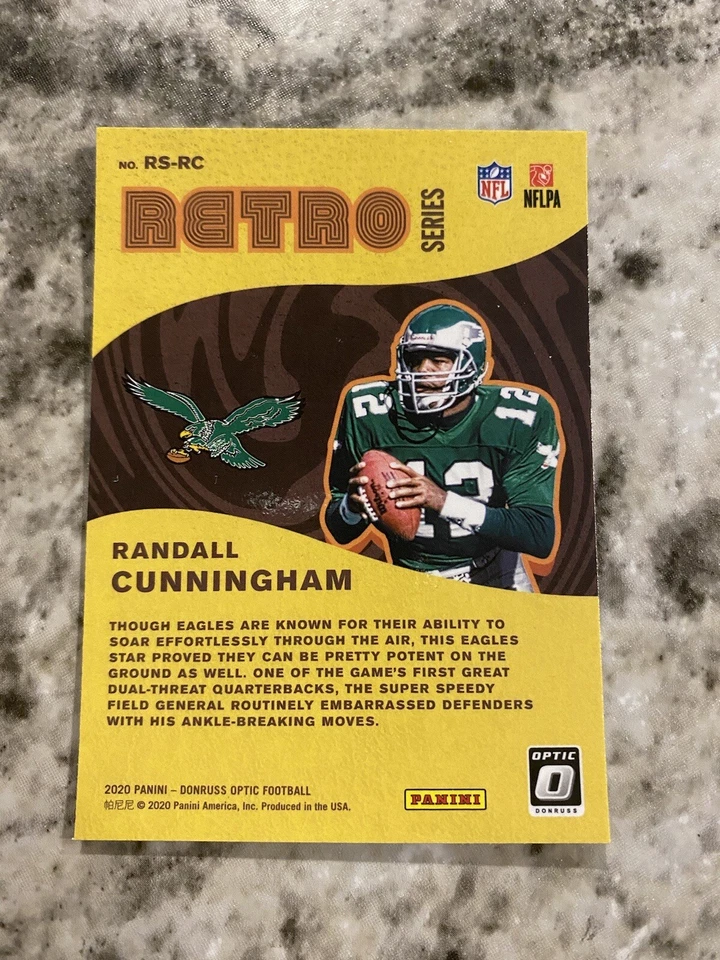 NO. RS-RC
RETRO
SERIES
NFL
NFLPA
12
12
12
RANDALL
CUNNINGHAM
THOUGH EAGLES ARE KNOWN FOR THEIR ABILITY TO
SOAR EFFORTLESSLY THROUGH THE AIR, THIS EAGLES
STAR PROVED THEY CAN BE PRETTY POTENT ON THE
GROUND AS WELL. ONE OF THE GAME'S FIRST GREAT
DUAL-THREAT QUARTERBACKS, THE SUPER SPEEDY
FIELD GENERAL ROUTINELY EMBARRASSED DEFENDERS
WITH HIS ANKLE-BREAKING MOVES.
2020 PANINI – DONRUSS OPTIC FOOTBALL
帕尼尼 © 2020 Panini America, Inc. Produced in the USA.
PANINI
OPTIC
O
DONRUSS